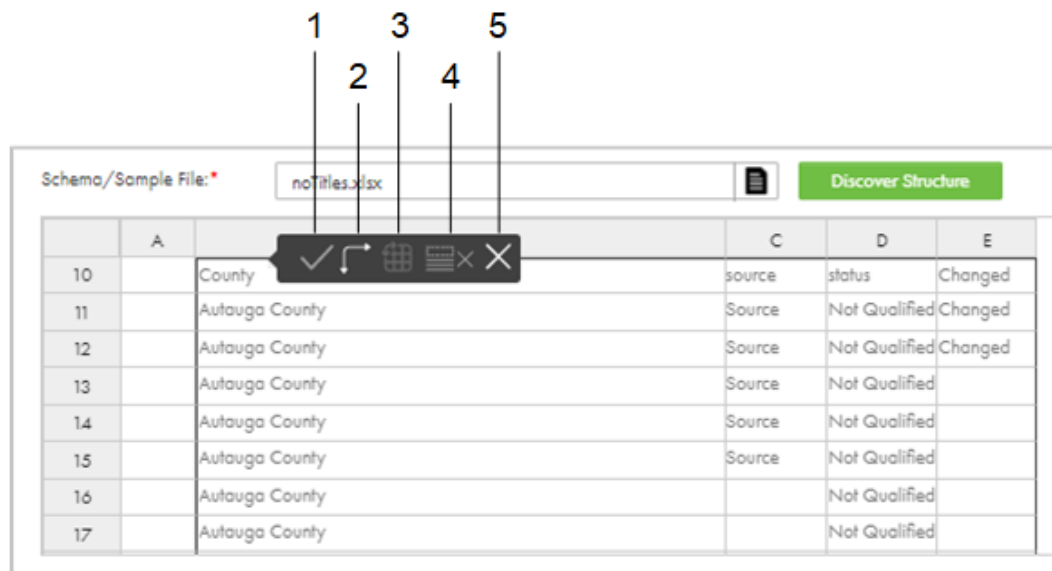 1 3 5
2 4
Schema/Sample File:* noTitles.xlsx Discover Structure
A C D E
10 County source status Changed
11 Autauga County Source Not Qualified Changed
12 Autauga County Source Not Qualified Changed
13 Autauga County Source Not Qualified
14 Autauga County Source Not Qualified
15 Autauga County Source Not Qualified
16 Autauga County Not Qualified
17 Autauga County Not Qualified